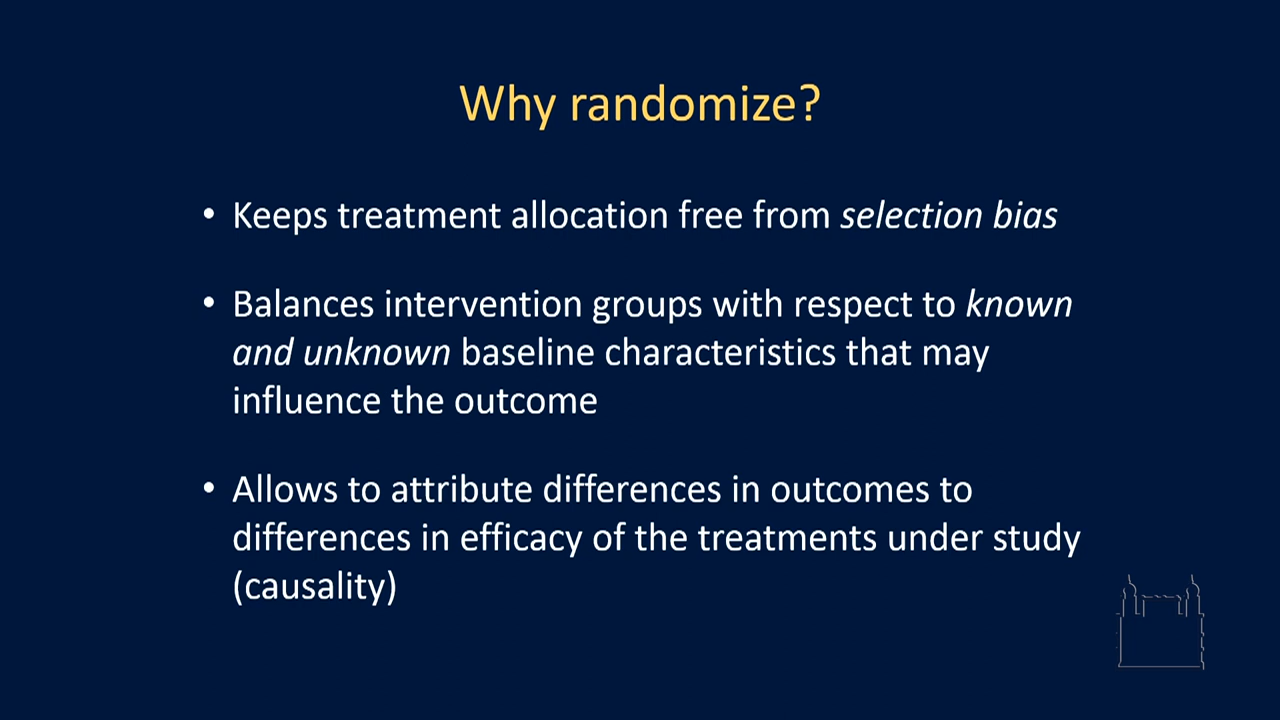 Why randomize?
• Keeps treatment allocation free from selection bias
• Balances intervention groups with respect to known
and unknown baseline characteristics that may
influence the outcome
• Allows to attribute differences in outcomes to
differences in efficacy of the treatments under study
(causality)